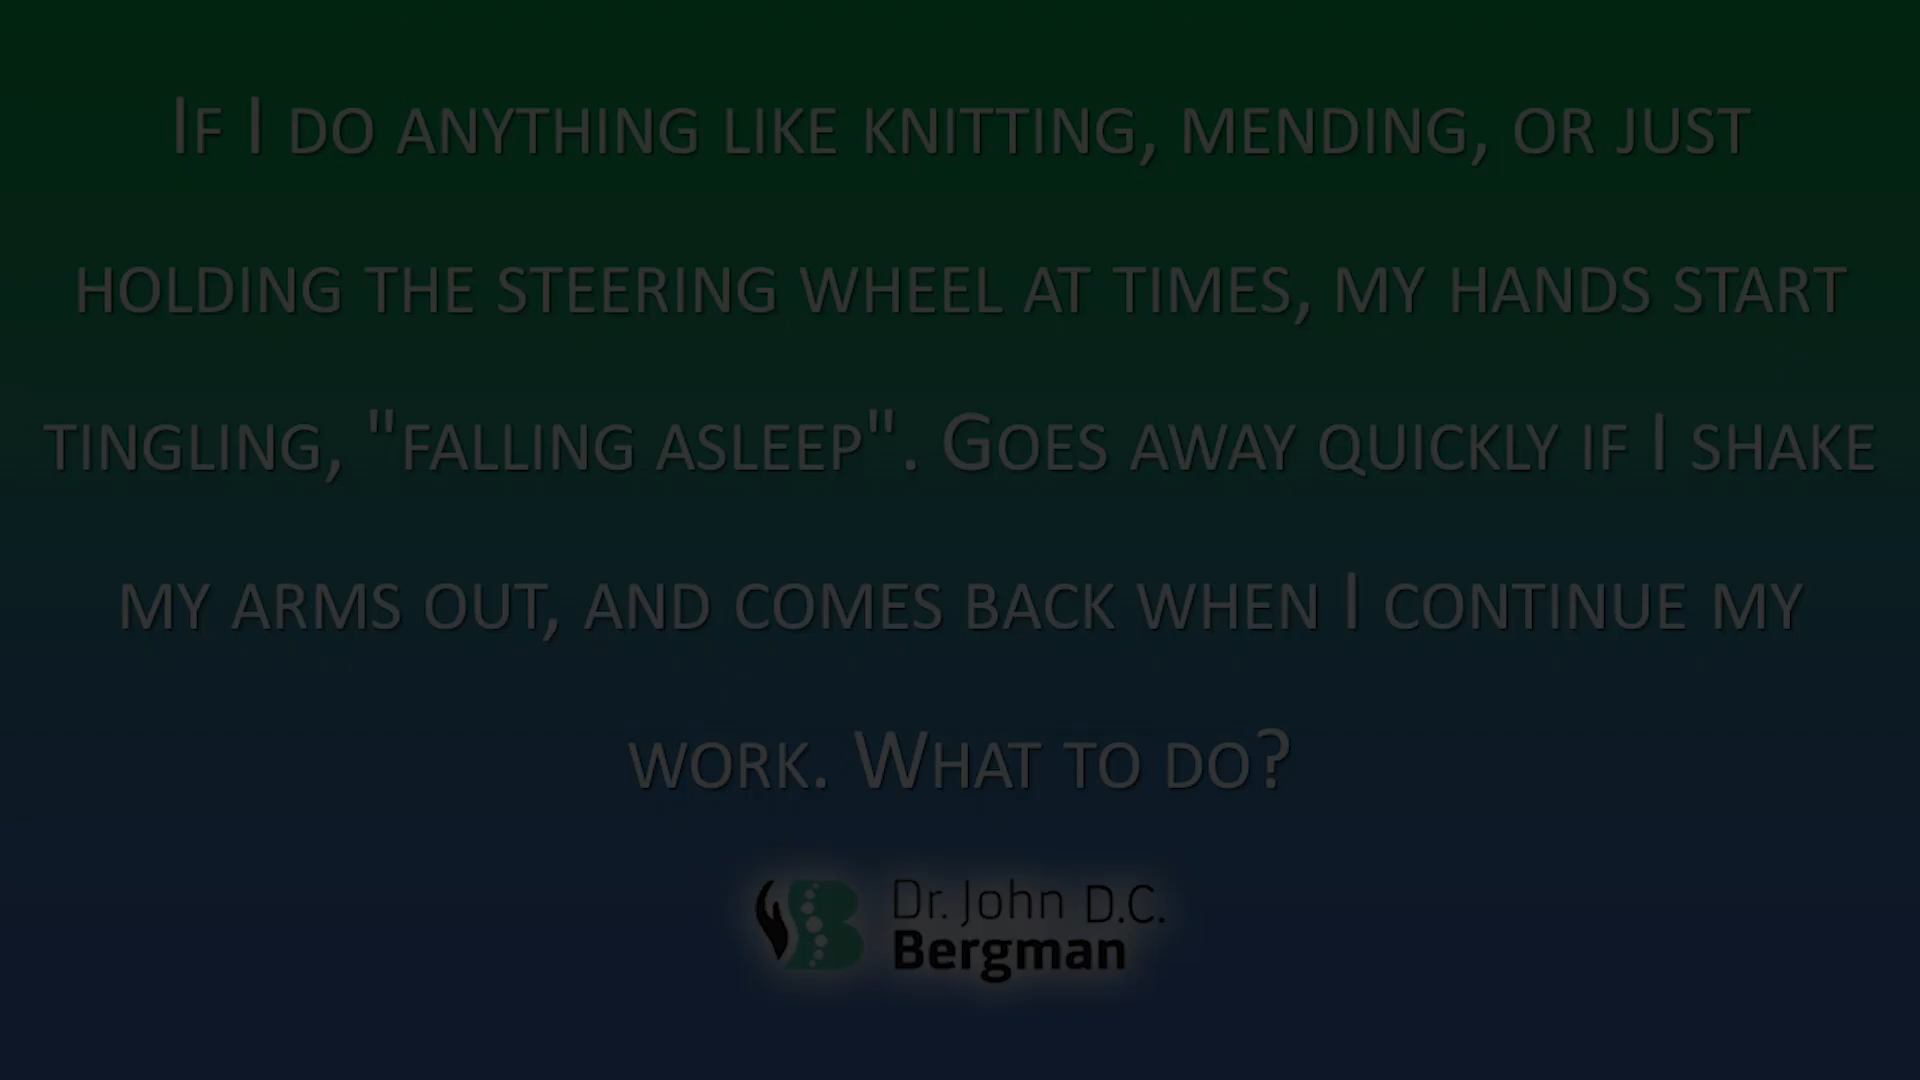 If I do anything like knitting, mending, or just
holding the steering wheel at times, my hands start
tingling, "falling asleep". Goes away quickly if I shake
my arms out, and comes back when I continue my
work. What to do?
Dr. John D.C.
Bergman